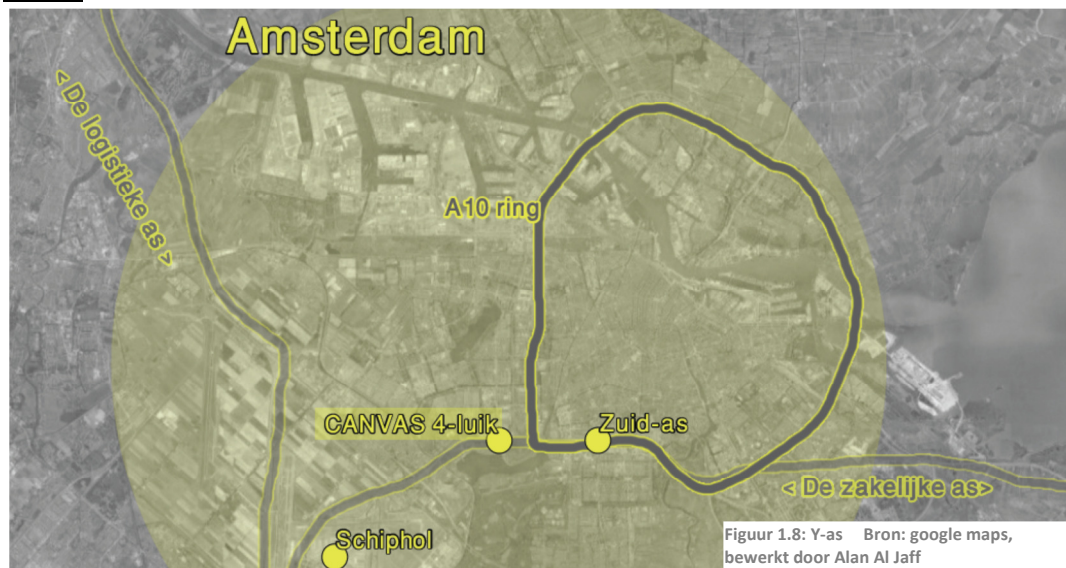 Amsterdam
< De logistieke as >
A10 ring
CANVAS 4-luik
Zuid-as
< De zakelijke as>
Schiphol
Figuur 1.8: Y-as Bron: google maps,
bewerkt door Alan Al Jaff